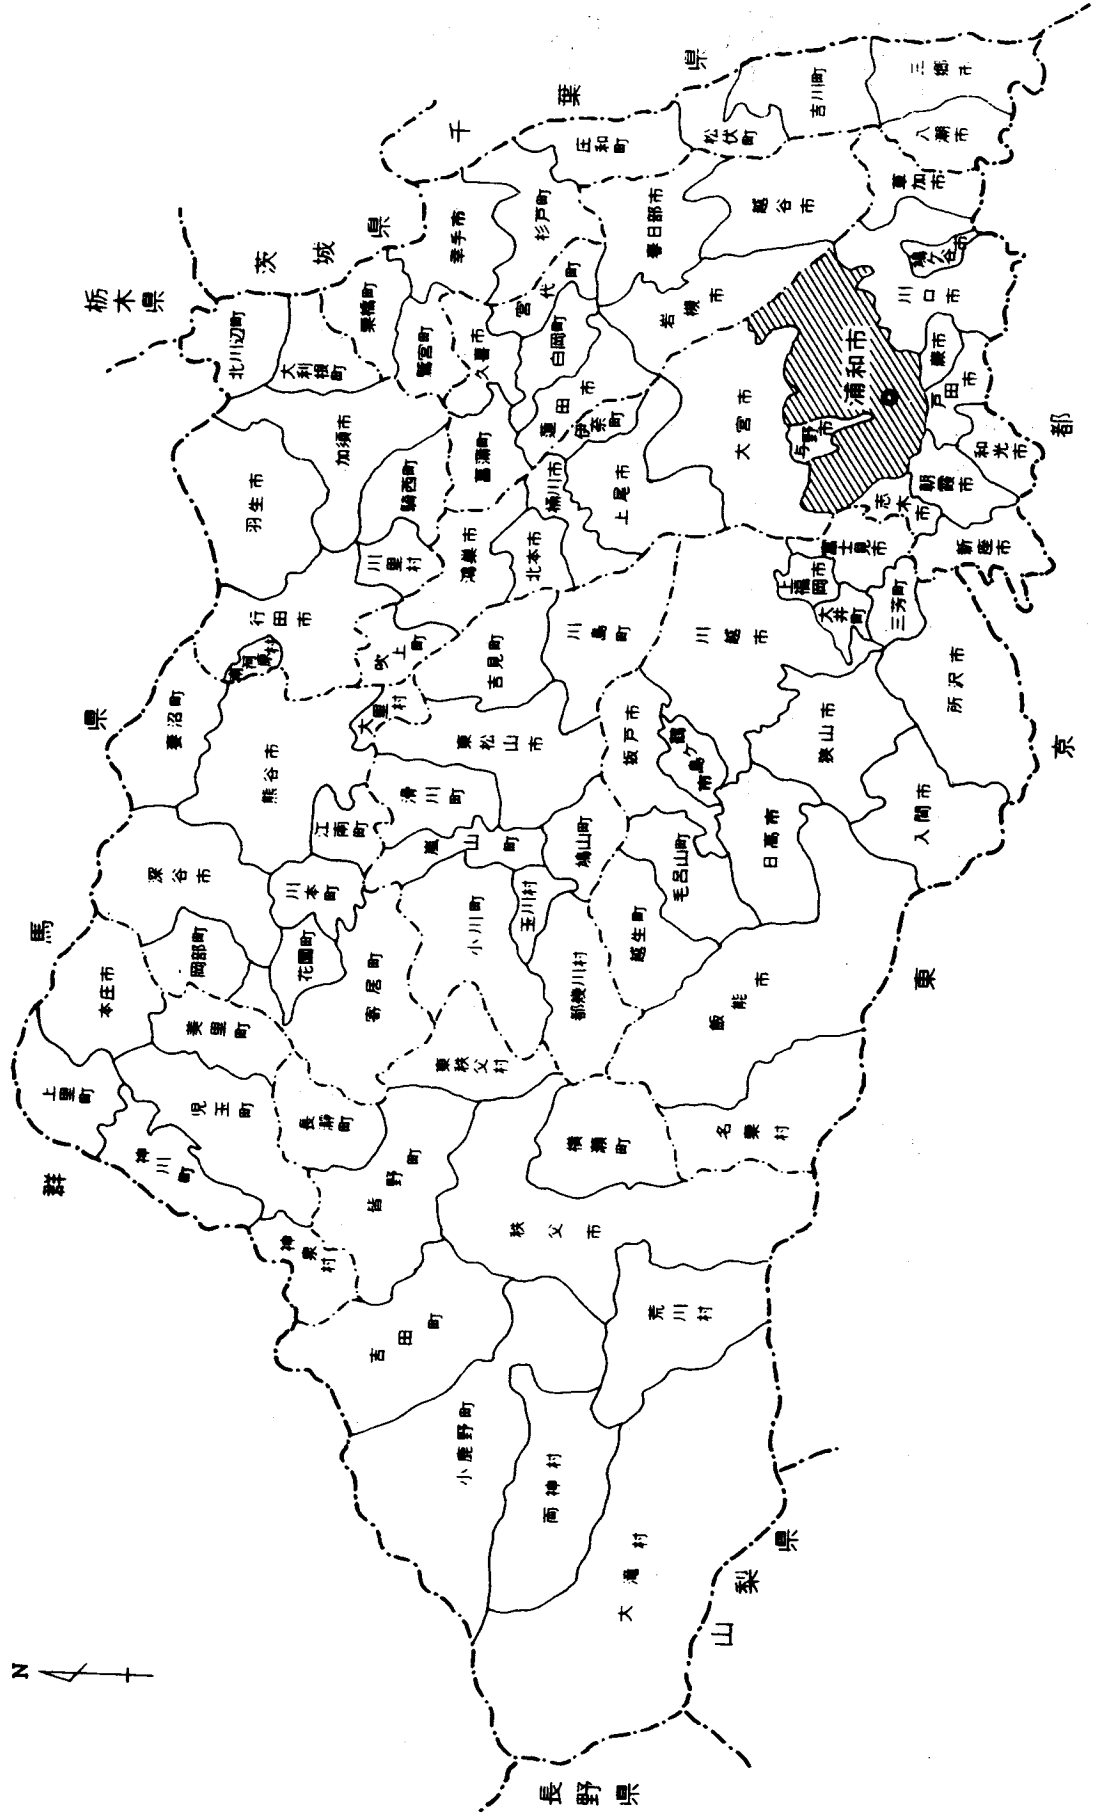 N
群馬県
栃木県
茨城県
千葉県
長野県
山梨県
東京都
上里町
本庄市
神川町
児玉町
美里町
岡部町
深谷市
妻沼町
熊谷市
行田市
南河原村
羽生市
加須市
北川辺町
大利根町
栗橋町
神泉村
長瀞町
花園町
川本町
江南町
寄居町
皆野町
吉田町
小鹿野町
両神村
大滝村
荒川村
秩父市
横瀬町
東秩父村
小川町
嵐山町
滑川町
大里村
吹上町
川里村
騎西町
鷲宮町
幸手市
久喜市
菖蒲町
鴻巣市
北本市
桶川市
吉見町
東松山市
玉川村
都幾川村
鳩山町
坂戸市
川島町
上尾市
伊奈町
蓮田市
白岡町
宮代町
杉戸町
庄和町
春日部市
岩槻市
松伏町
越谷市
吉川町
三郷市
八潮市
草加市
鳩ケ谷市
川口市
蕨市
戸田市
浦和市
与野市
大宮市
川越市
鶴ケ島市
毛呂山町
越生町
飯能市
名栗村
日高市
狭山市
入間市
所沢市
三芳町
大井町
上福岡市
富士見市
志木市
朝霞市
和光市
新座市